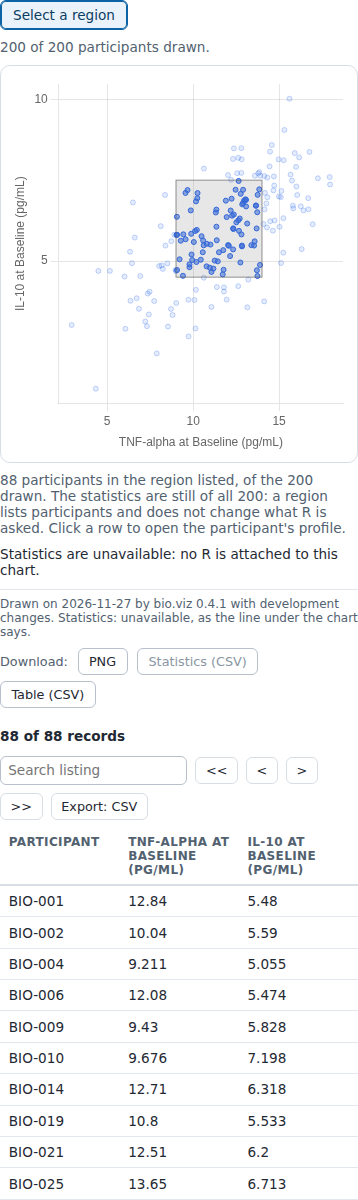 Select a region
200 of 200 participants drawn.
10
5
IL-10 at Baseline (pg/mL)
5
10
15
TNF-alpha at Baseline (pg/mL)
88 participants in the region listed, of the 200
drawn. The statistics are still of all 200: a region
lists participants and does not change what R is
asked. Click a row to open the participant's profile.
Statistics are unavailable: no R is attached to this
chart.
Drawn on 2026-11-27 by bio.viz 0.4.1 with development
changes. Statistics: unavailable, as the line under the chart
says.
Download: PNG Statistics (CSV)
Table (CSV)
88 of 88 records
Search listing << < >
>> Export: CSV
PARTICIPANT TNF-ALPHA AT BASELINE (PG/ML) IL-10 AT BASELINE (PG/ML)
BIO-001 12.84 5.48
BIO-002 10.04 5.59
BIO-004 9.211 5.055
BIO-006 12.08 5.474
BIO-009 9.43 5.828
BIO-010 9.676 7.198
BIO-014 12.71 6.318
BIO-019 10.8 5.533
BIO-021 12.51 6.2
BIO-025 13.65 6.713